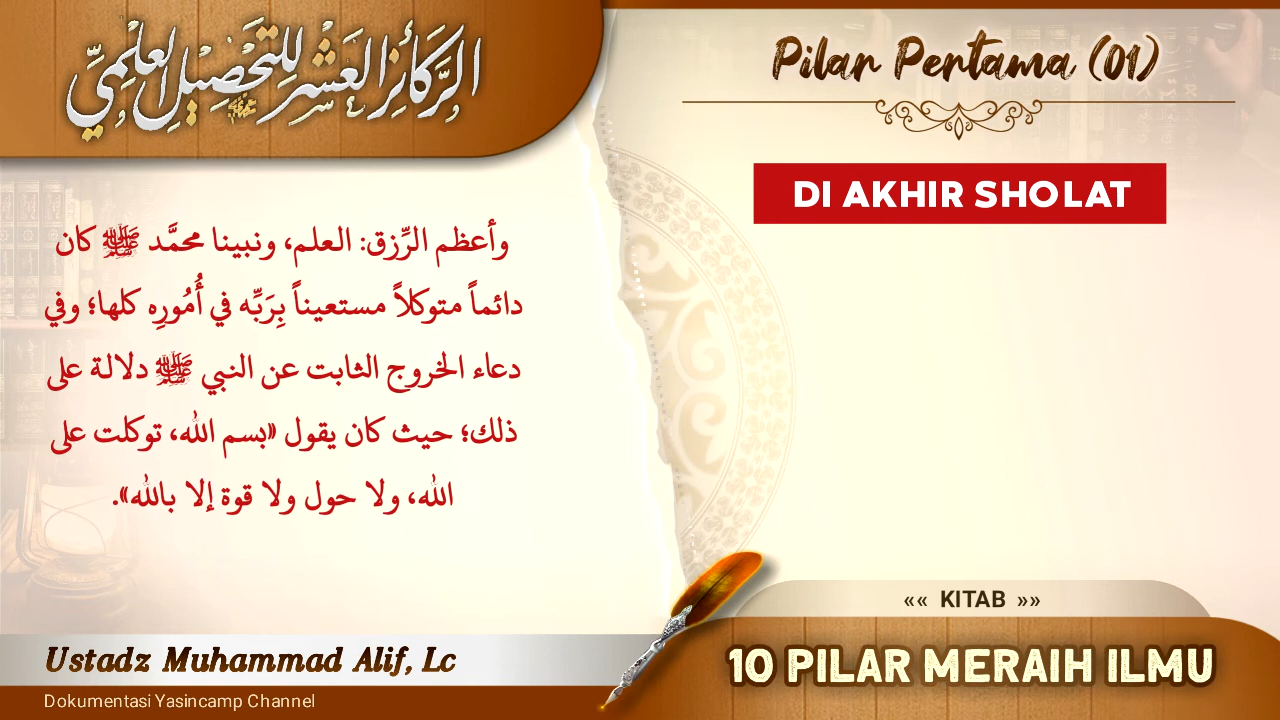 الركائز العشر للتحصيل العلمي
وأعظم الرِّزق: العلم، ونبينا محمَّد ﷺ كان
دائماً متوكلاً مستعيناً بِرَبِّه في أُمُورِه كلها؛ وفي
دعاء الخروج الثابت عن النبي ﷺ دلالة على
ذلك؛ حيث كان يقول «بسم الله، توكلت على
الله، ولا حول ولا قوة إلا بالله».
Ustadz Muhammad Alif, Lc
Dokumentasi Yasincamp Channel
Pilar Pertama (01)
DI AKHIR SHOLAT
«« KITAB »»
10 PILAR MERAIH ILMU